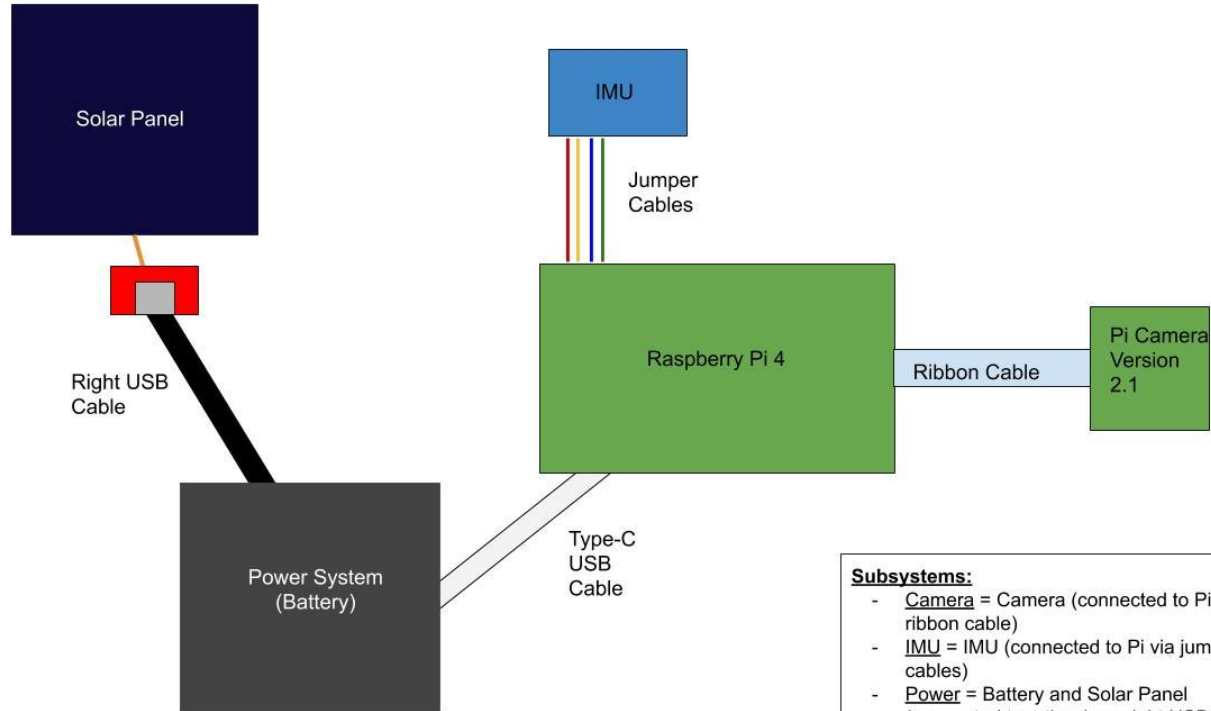 Solar Panel
IMU
Jumper
Cables
Raspberry Pi 4
Ribbon Cable
Pi Camera
Version
2.1
Right USB
Cable
Power System
(Battery)
Type-C
USB
Cable
Subsystems:
- Camera = Camera (connected to Pi
ribbon cable)
- IMU = IMU (connected to Pi via jum
cables)
- Power = Battery and Solar Panel